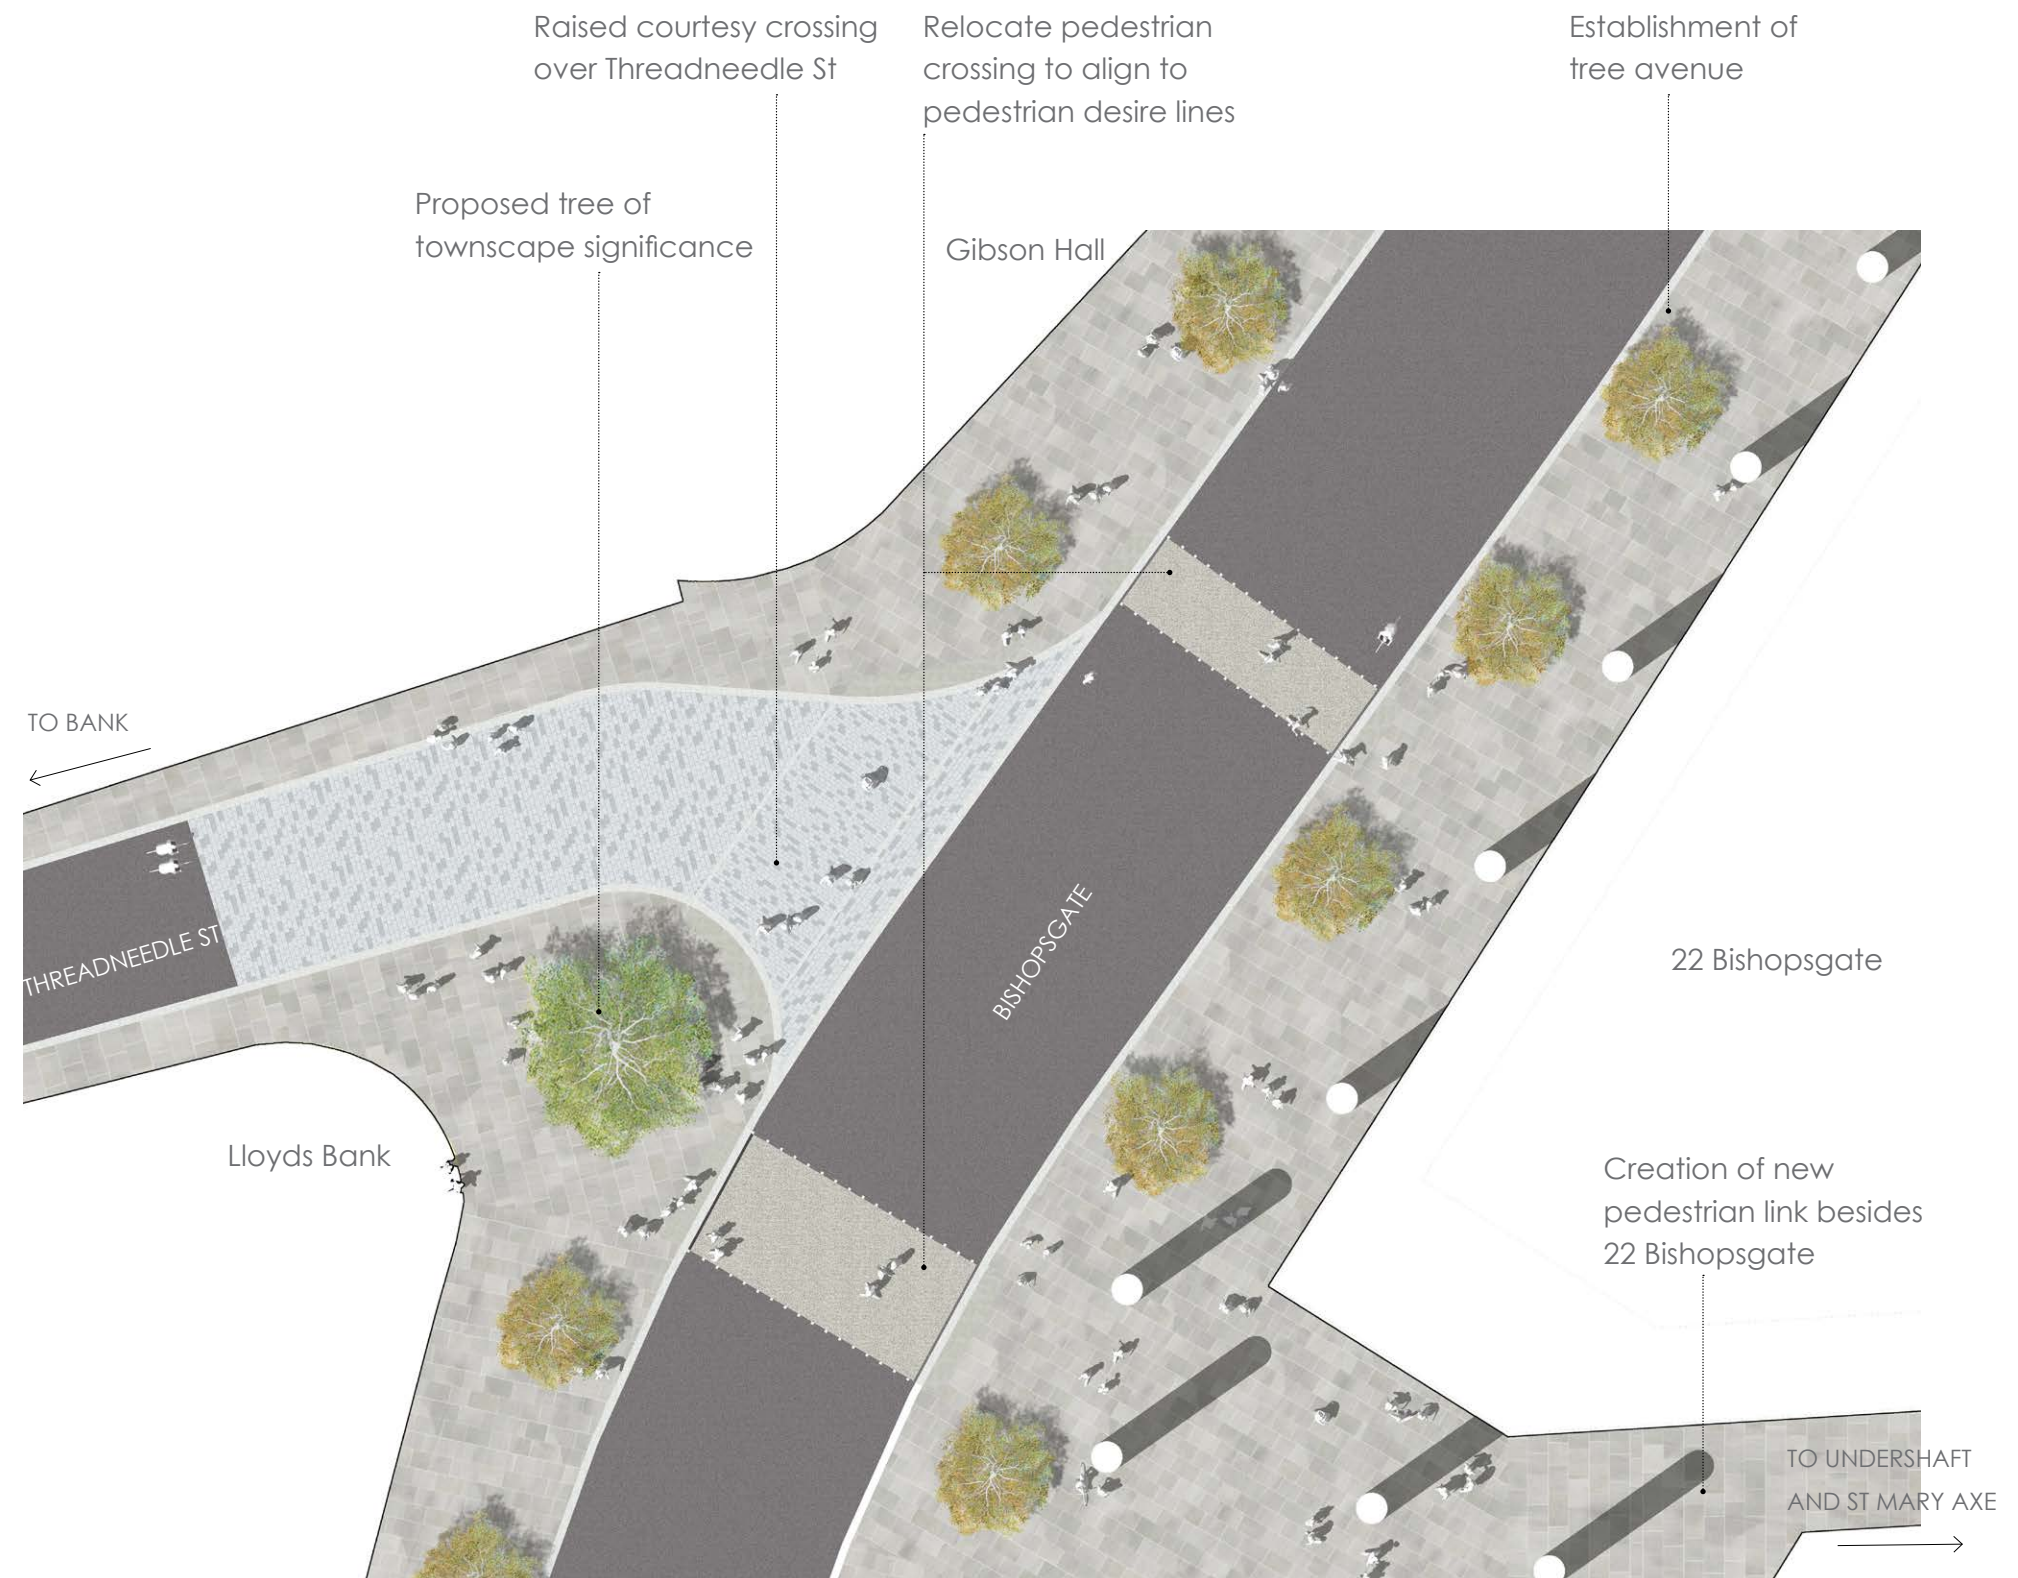 Raised courtesy crossing
over Threadneedle St
Relocate pedestrian
crossing to align to
pedestrian desire lines
Establishment of
tree avenue
Proposed tree of
townscape significance
Gibson Hall
TO BANK
THREADNEEDLE ST
BISHOPSGATE
22 Bishopsgate
Lloyds Bank
Creation of new
pedestrian link besides
22 Bishopsgate
TO UNDERSHAFT
AND ST MARY AXE